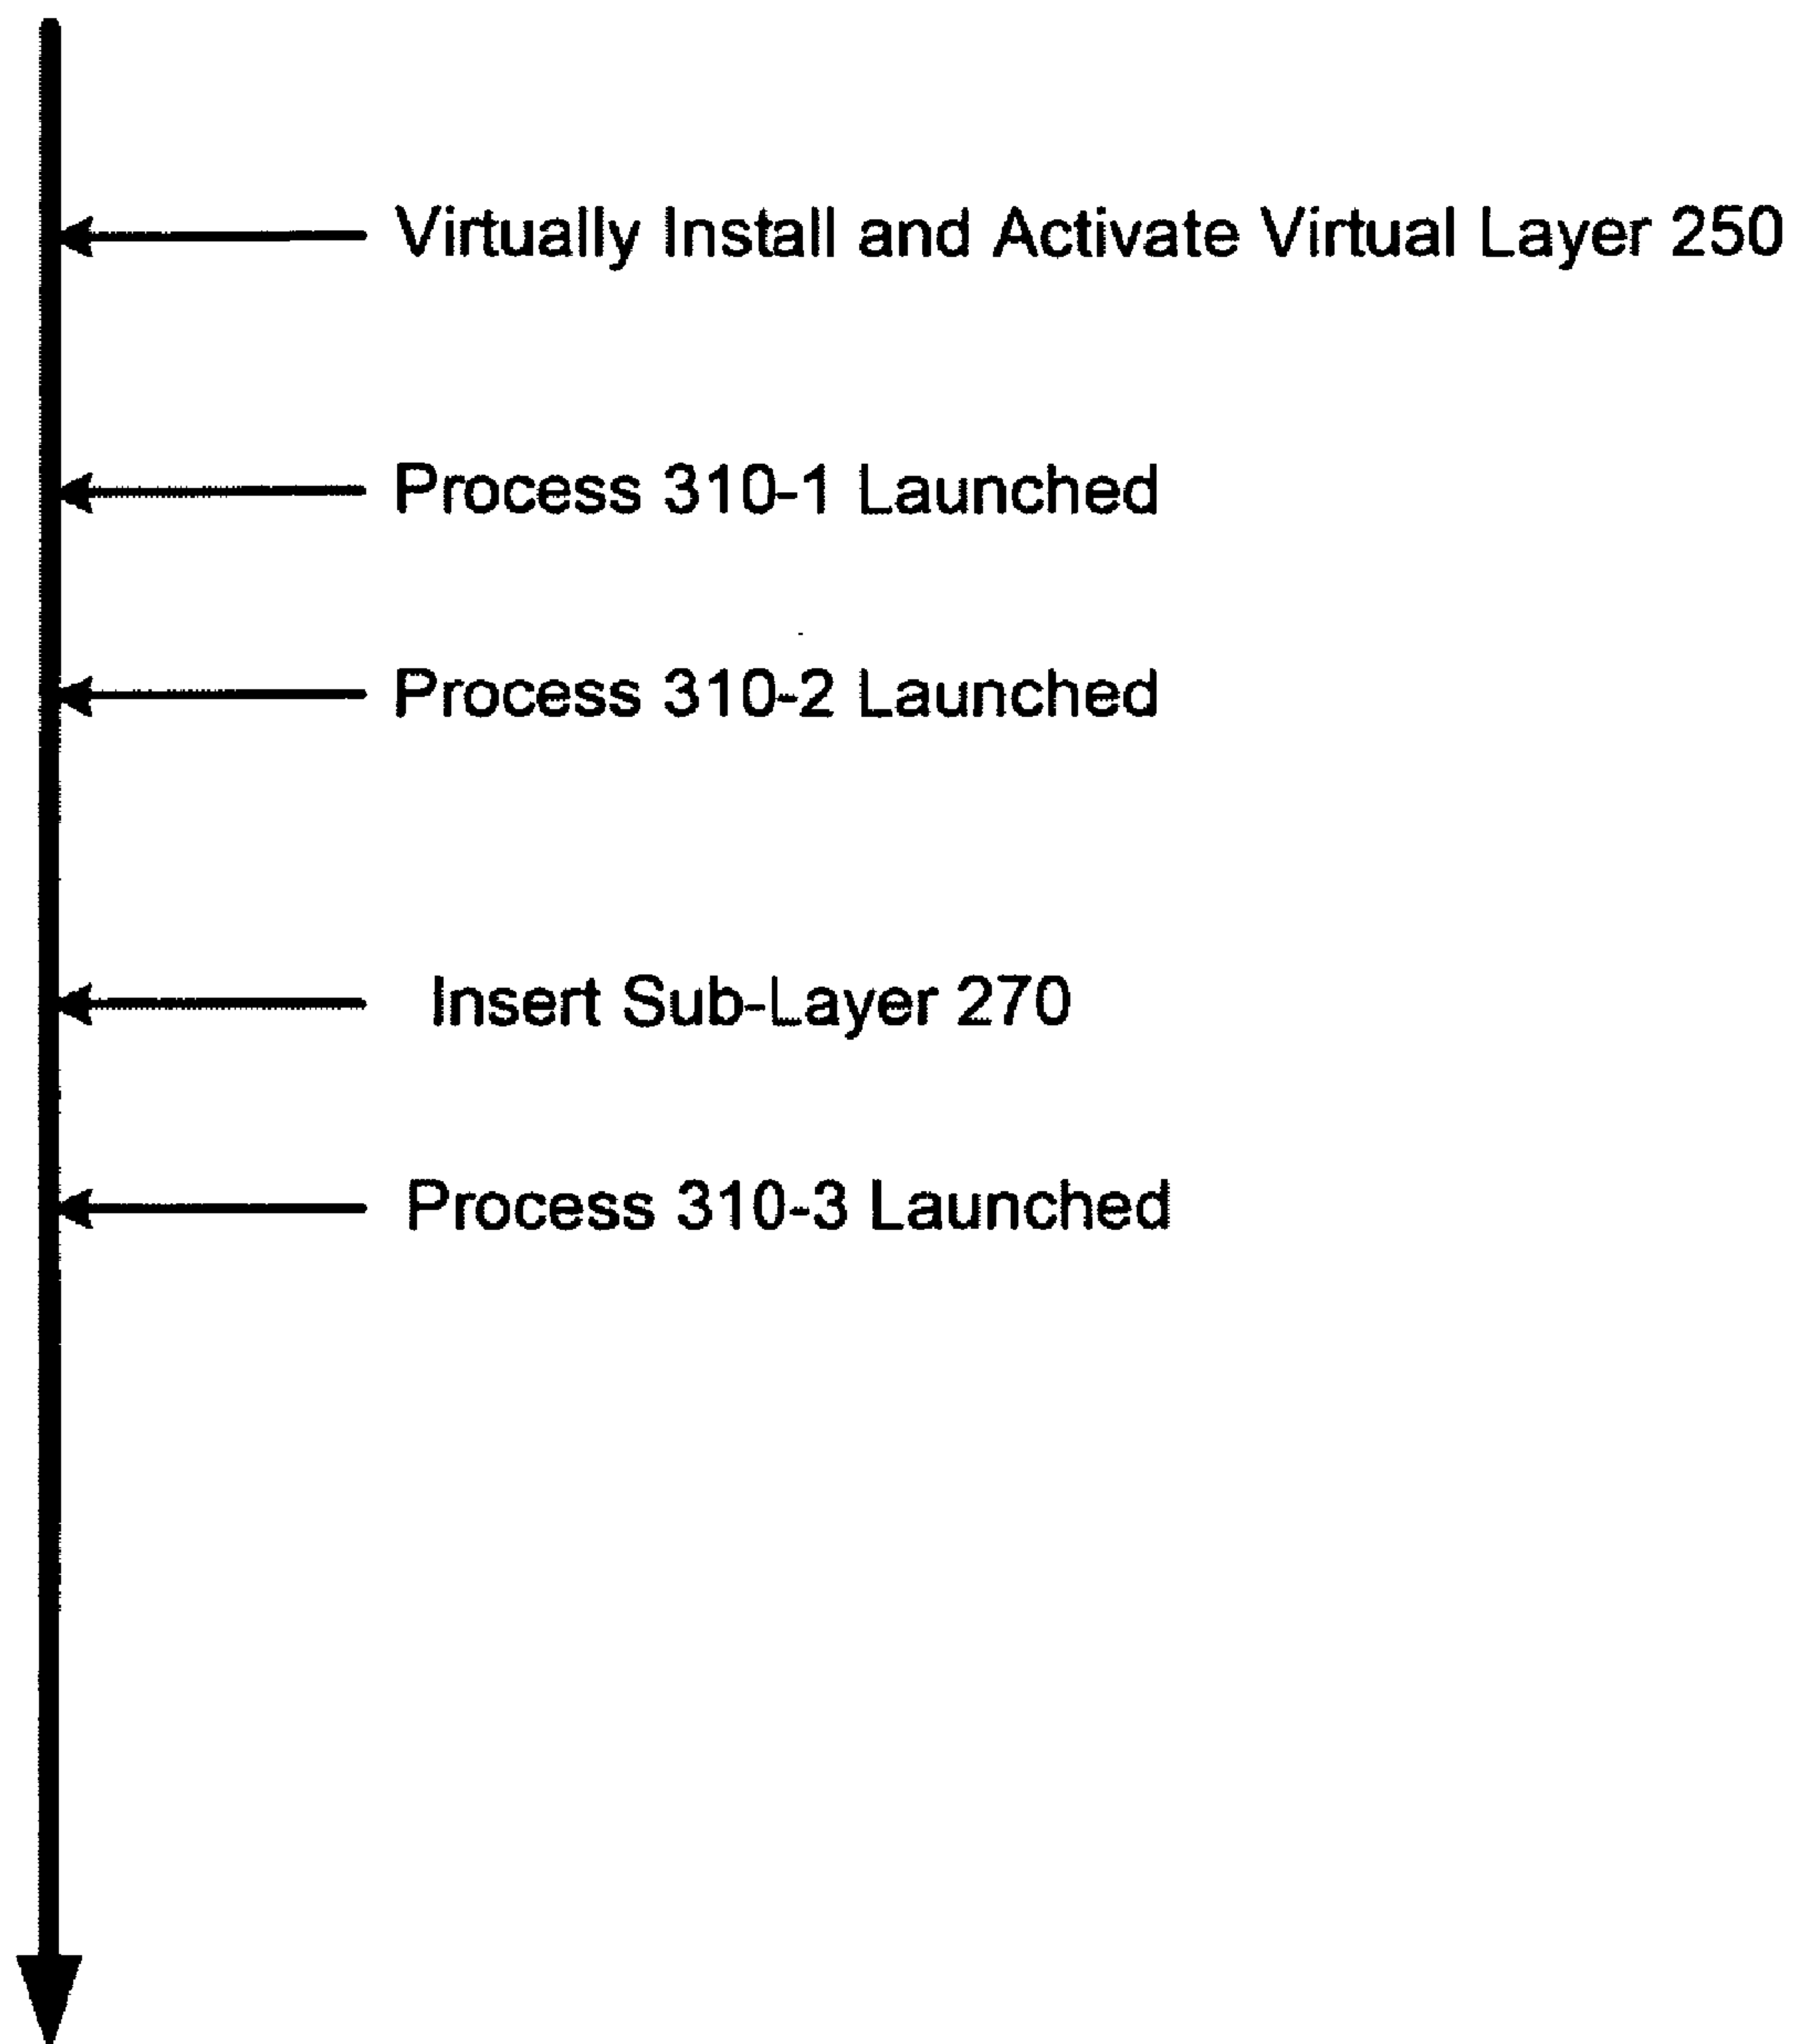 Virtually Install and Activate Virtual Layer 250
Process 310-1 Launched
Process 310-2 Launched
Insert Sub-Layer 270
Process 310-3 Launched